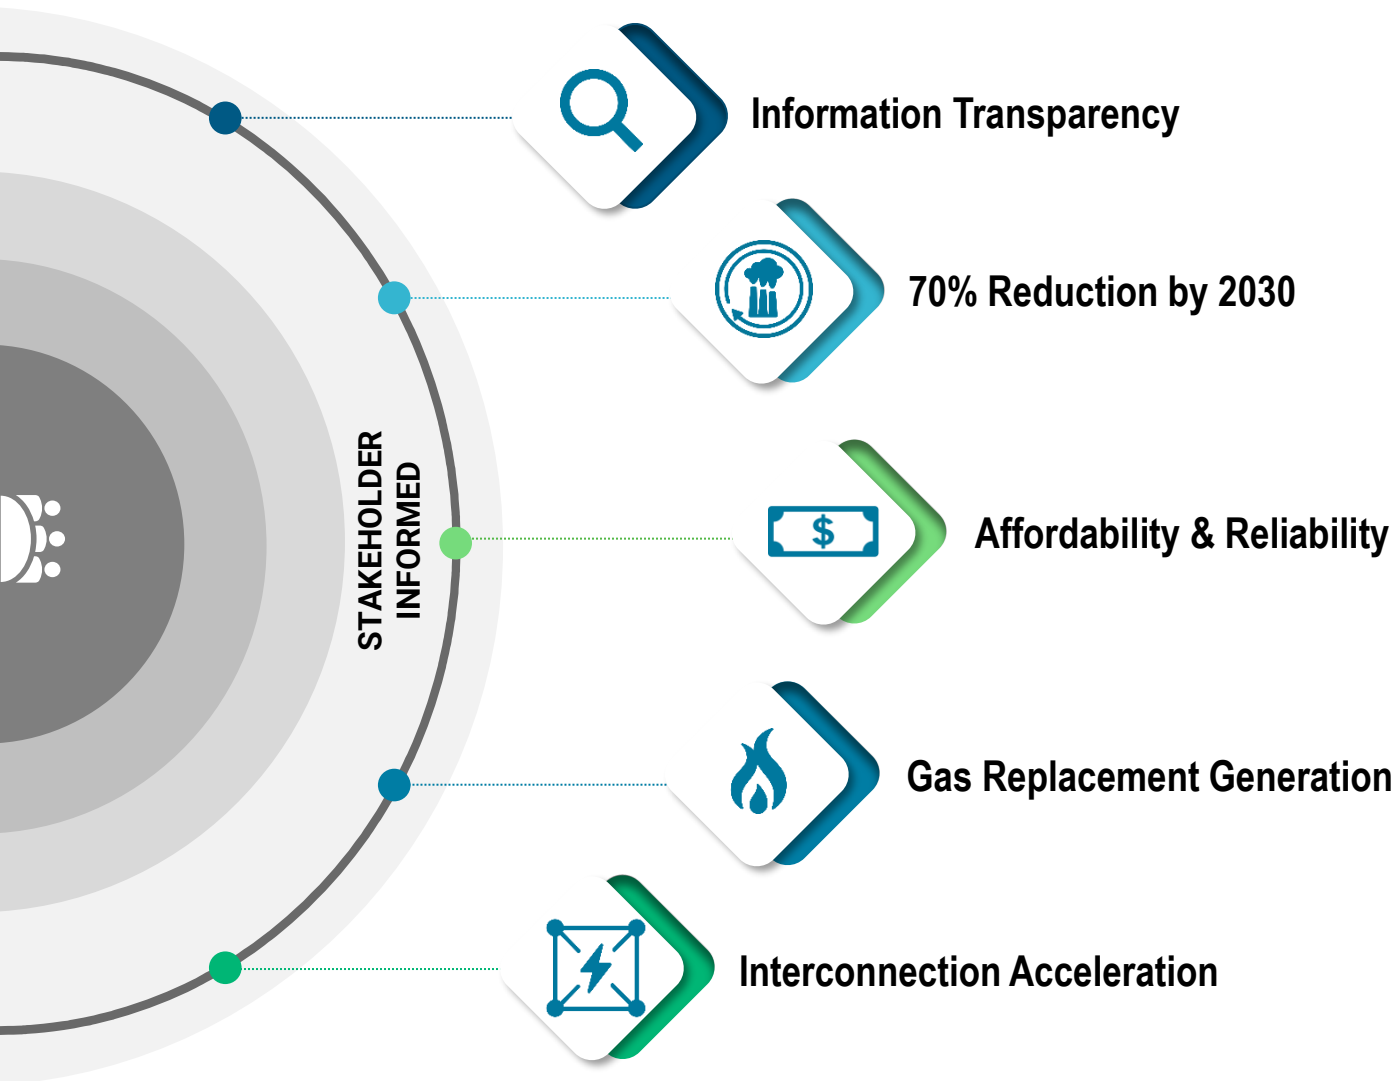 Information Transparency
70% Reduction by 2030
STAKEHOLDER
INFORMED
$
Affordability & Reliability
Gas Replacement Generation
Interconnection Acceleration